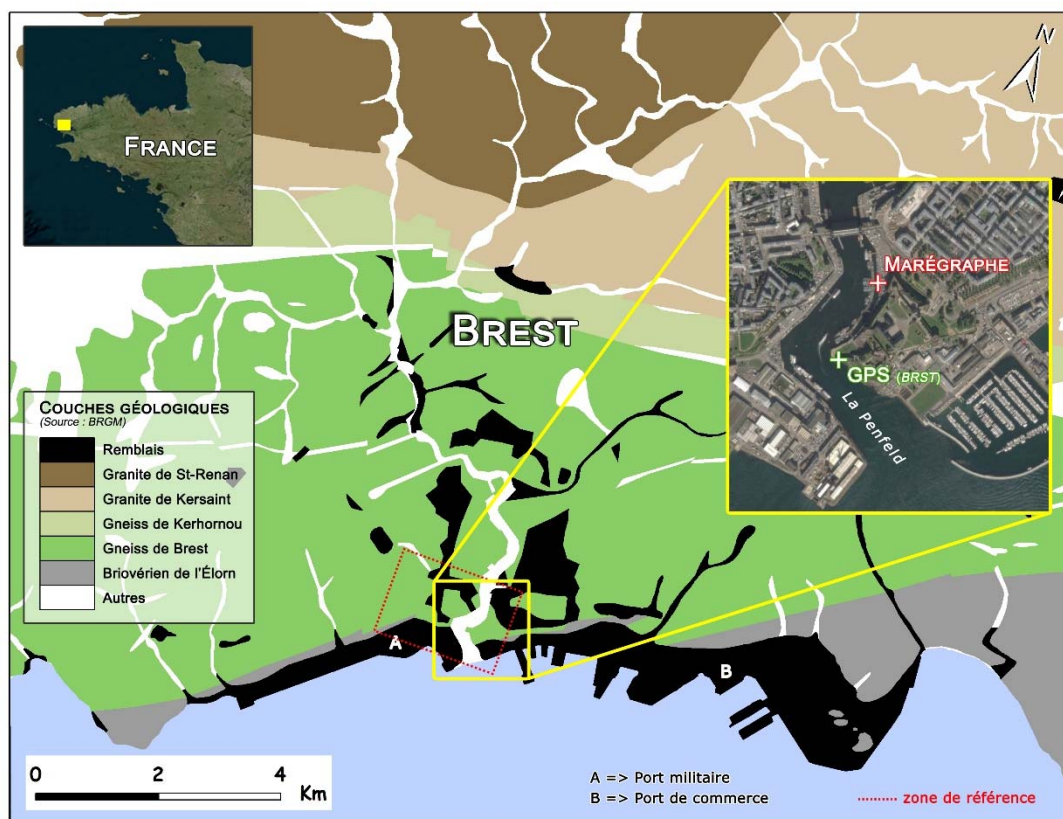 FRANCE
N
BREST
MARÉGRAPHE
GPS (BRST)
La Penfeld
COUCHES GÉOLOGIQUES
(Source : BRGM)
Remblais
Granite de St-Renan
Granite de Kersaint
Gneiss de Kerhornou
Gneiss de Brest
Briovérien de l'Élorn
Autres
A
B
0 2 4
Km
A => Port militaire
B => Port de commerce
zone de référence